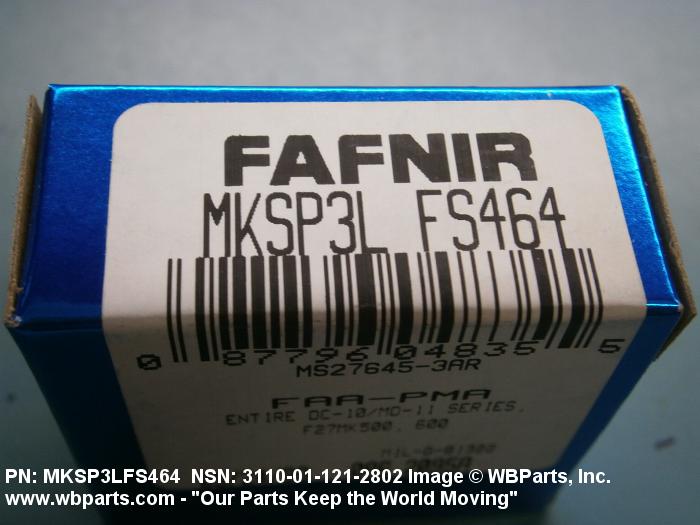 FAFNIR
MKSP3L FS464
0 87796 04835 5
MS27645-3AR
FAA-PMA
ENTIRE DC-10/MD-11 SERIES,
F27MK500, 600
PN: MKSP3LFS464 NSN: 3110-01-121-2802 Image © WBParts, Inc.
www.wbparts.com - "Our Parts Keep the World Moving"